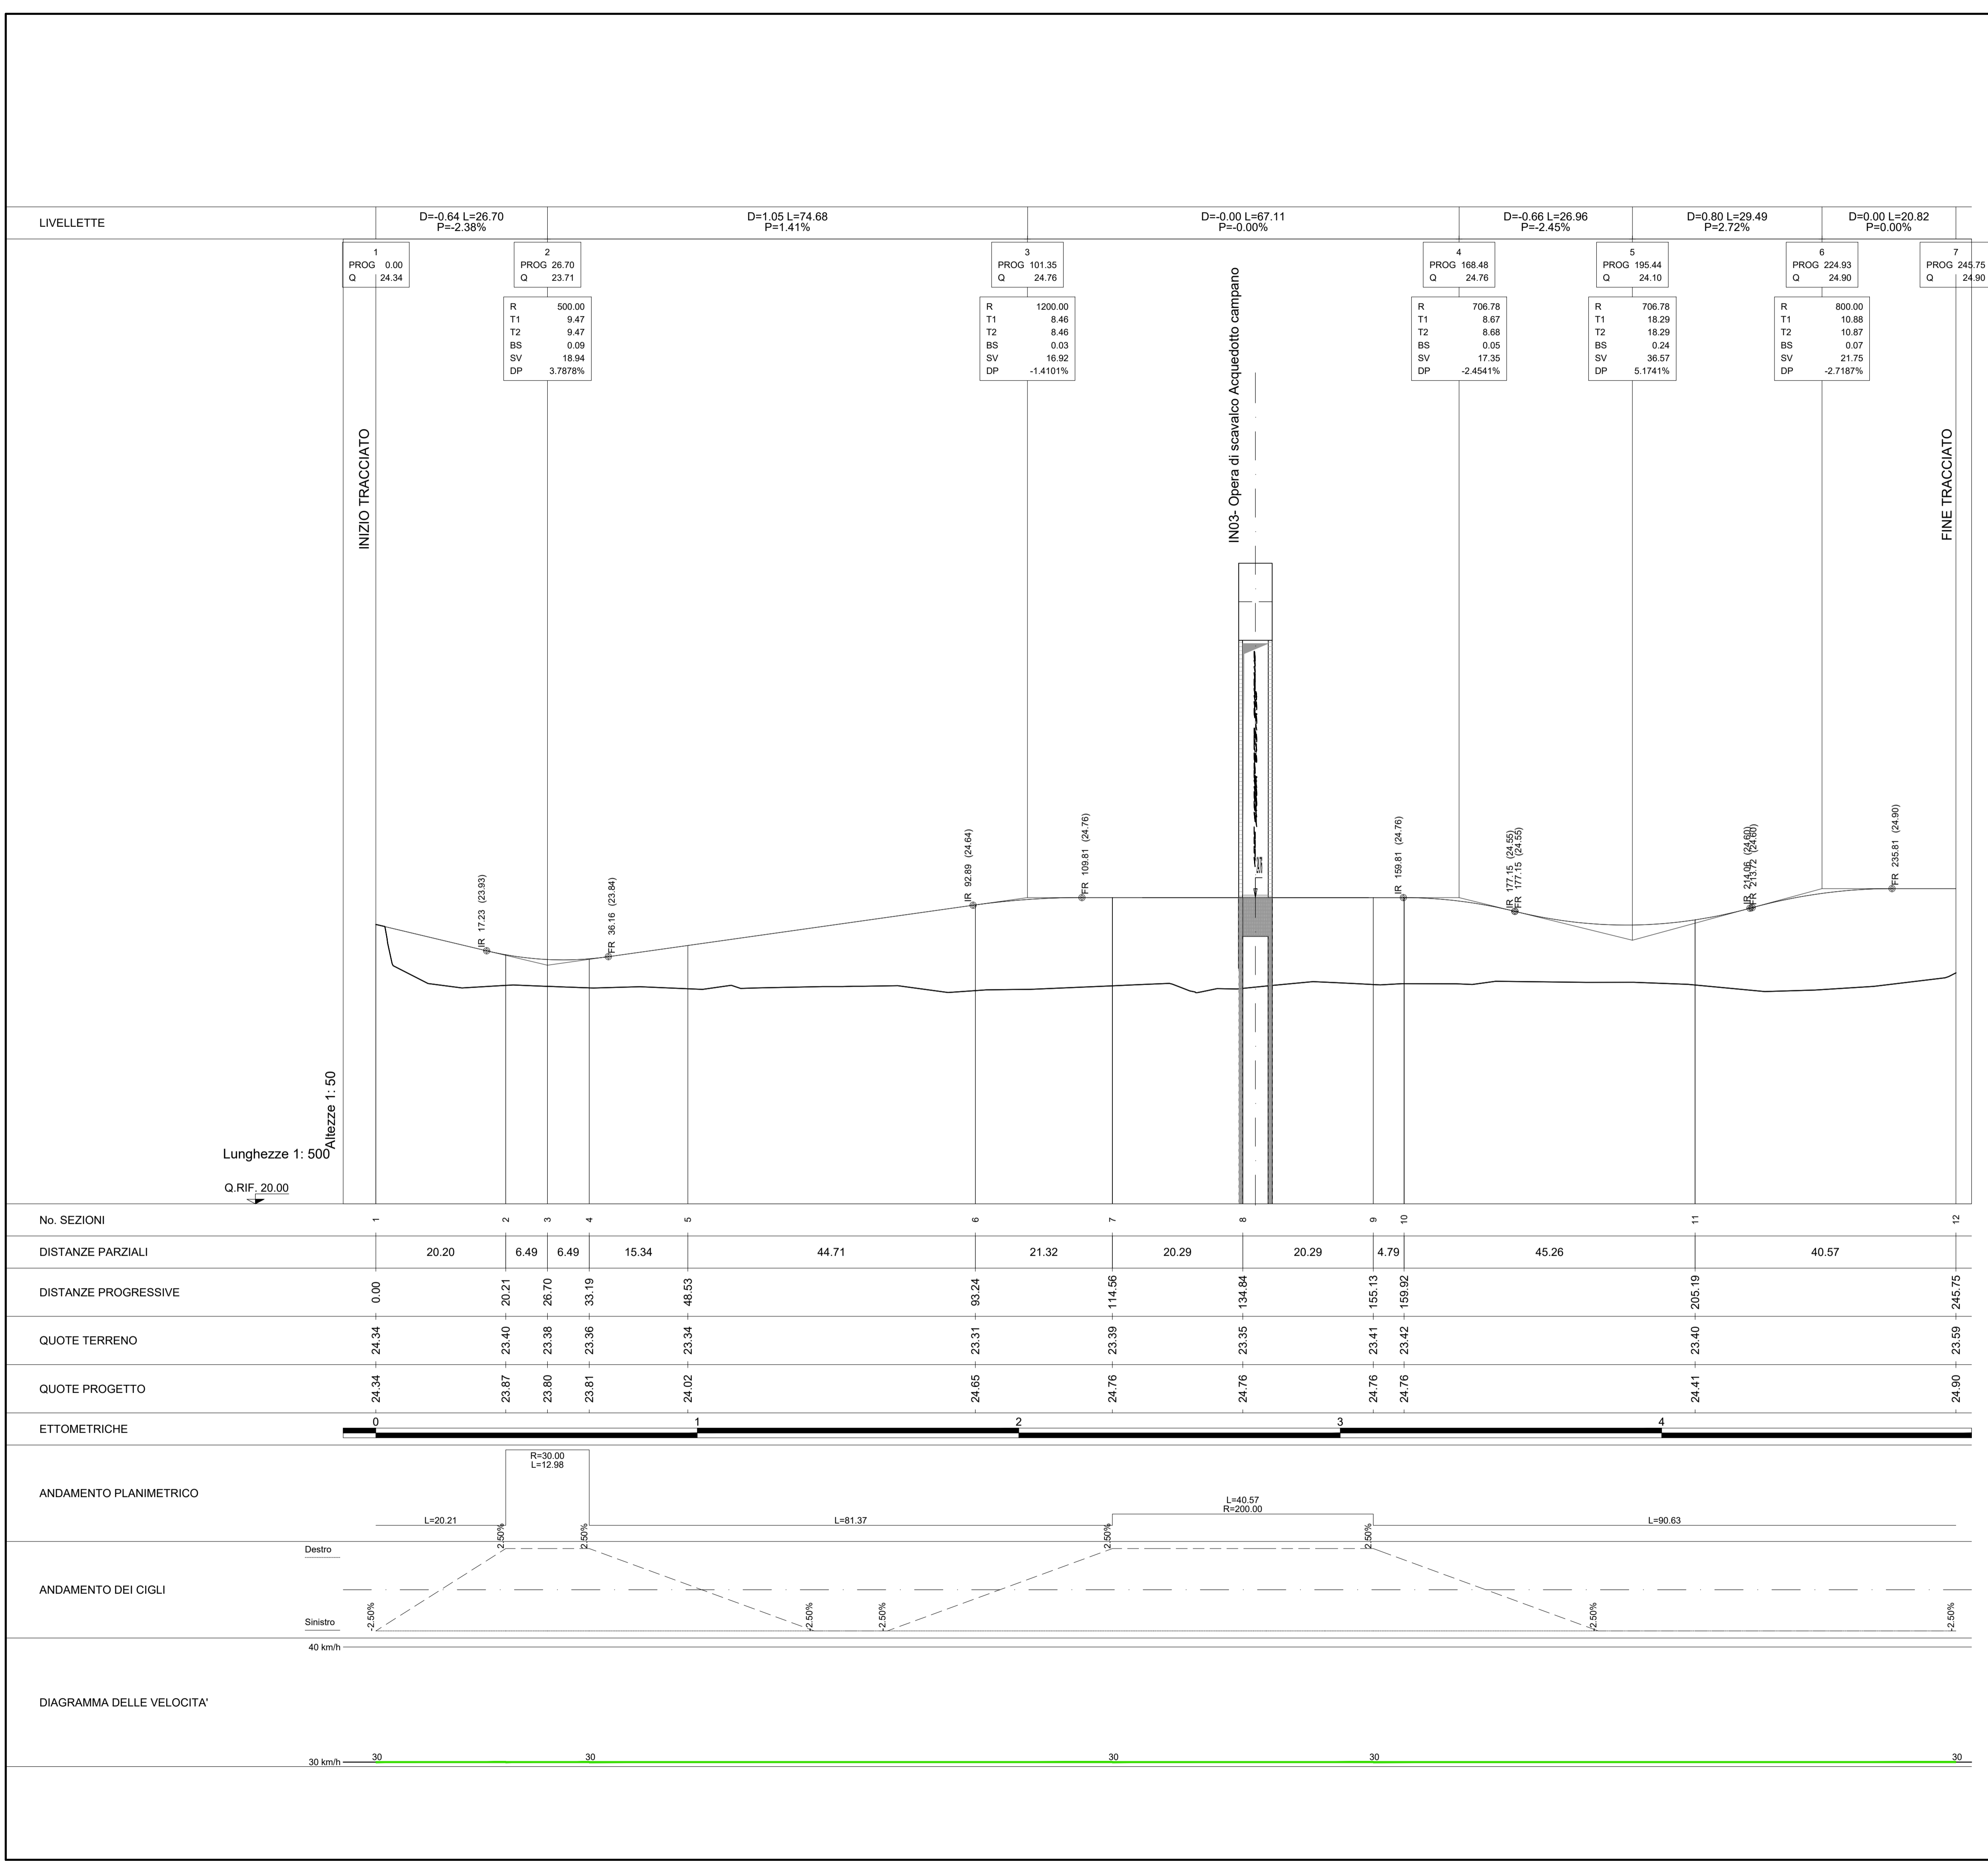 LIVELLETTE
D=-0.64 L=26.70
P=-2.38%
D=1.05 L=74.68
P=1.41%
D=-0.00 L=67.11
P=-0.00%
D=-0.66 L=26.96
P=-2.45%
D=0.80 L=29.49
P=2.72%
D=0.00 L=20.82
P=0.00%
1
PROG 0.00
Q 24.34
2
PROG 26.70
Q 23.71
3
PROG 101.35
Q 24.76
4
PROG 168.48
Q 24.76
5
PROG 195.44
Q 24.10
6
PROG 224.93
Q 24.90
7
PROG 245.75
Q 24.90
R 500.00
T1 9.47
T2 9.47
BS 0.09
SV 18.94
DP 3.7878%
R 1200.00
T1 8.46
T2 8.46
BS 0.03
SV 16.92
DP -1.4101%
R 706.78
T1 8.67
T2 8.68
BS 0.05
SV 17.35
DP -2.4541%
R 706.78
T1 18.29
T2 18.29
BS 0.24
SV 36.57
DP 5.1741%
R 800.00
T1 10.88
T2 10.87
BS 0.07
SV 21.75
DP -2.7187%
INIZIO TRACCIATO
IN03- Opera di scavalco Acquedotto campano
FINE TRACCIATO
IR 17.23 (23.93)
FR 36.16 (23.84)
IR 92.89 (24.64)
FR 109.81 (24.76)
IR 159.81 (24.76)
IR 177.15 (24.55)
FR 177.15 (24.55)
IR 214.06 (24.60)
FR 213.72 (24.60)
FR 235.81 (24.90)
Altezze 1: 50
Lunghezze 1: 500
Q.RIF. 20.00
No. SEZIONI 1 2 3 4 5 6 7 8 9 10 11 12
DISTANZE PARZIALI 20.20 6.49 6.49 15.34 44.71 21.32 20.29 20.29 4.79 45.26 40.57
DISTANZE PROGRESSIVE 0.00 20.21 26.70 33.19 48.53 93.24 114.56 134.84 155.13 159.92 205.19 245.75
QUOTE TERRENO 24.34 23.40 23.38 23.36 23.34 23.31 23.39 23.35 23.41 23.42 23.40 23.59
QUOTE PROGETTO 24.34 23.87 23.80 23.81 24.02 24.65 24.76 24.76 24.76 24.76 24.41 24.90
ETTOMETRICHE 0 1 2 3 4
ANDAMENTO PLANIMETRICO
L=20.21
R=30.00
L=12.98
L=81.37
L=40.57
R=200.00
L=90.63
ANDAMENTO DEI CIGLI
Destro
2.50% 2.50% 2.50% 2.50%
Sinistro
-2.50% -2.50% -2.50% -2.50% -2.50%
40 km/h
DIAGRAMMA DELLE VELOCITA'
30 km/h 30 30 30 30 30